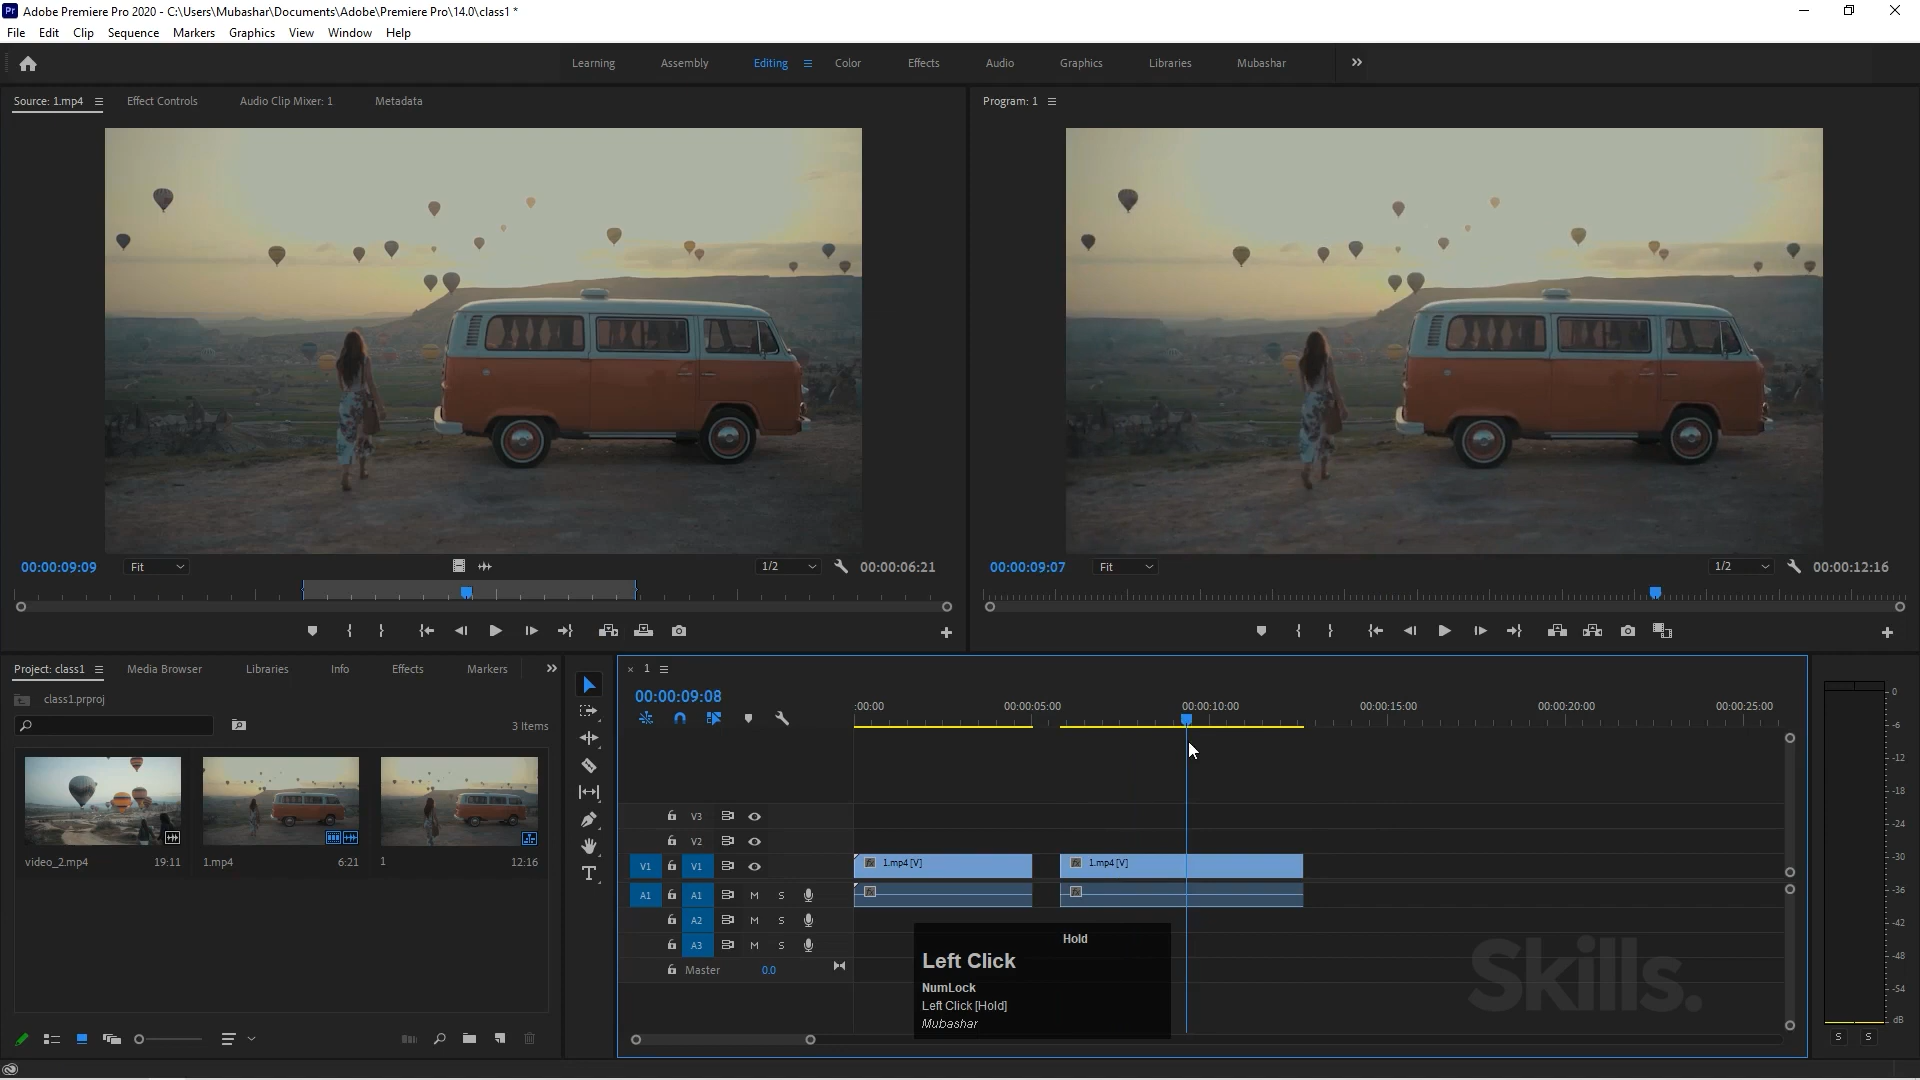 Adobe Premiere Pro 2020 - C:\Users\Mubashar\Documents\Adobe\Premiere Pro\14.0\class1 *
File Edit Clip Sequence Markers Graphics View Window Help
Learning Assembly Editing Color Effects Audio Graphics Libraries Mubashar
Source: 1.mp4 Effect Controls Audio Clip Mixer: 1 Metadata
Program: 1
00:00:09:09 Fit 1/2 00:00:06:21
00:00:09:07 Fit 1/2 00:00:12:16
Project: class1 Media Browser Libraries Info Effects Markers
class1.prproj
3 Items
video_2.mp4 19:11
1.mp4 6:21
1 12:16
1
00:00:09:08
:00:00 00:00:05:00 00:00:10:00 00:00:15:00 00:00:20:00 00:00:25:00
V3
V2
V1 V1 1.mp4 [V] 1.mp4 [V]
A1 A1 M S
A2 M S
A3 M S
Master 0.0
Hold
Left Click
NumLock
Left Click [Hold]
Mubashar
Skills.
0
-6
-12
-18
-24
-30
-36
-42
-48
-54
dB
S S